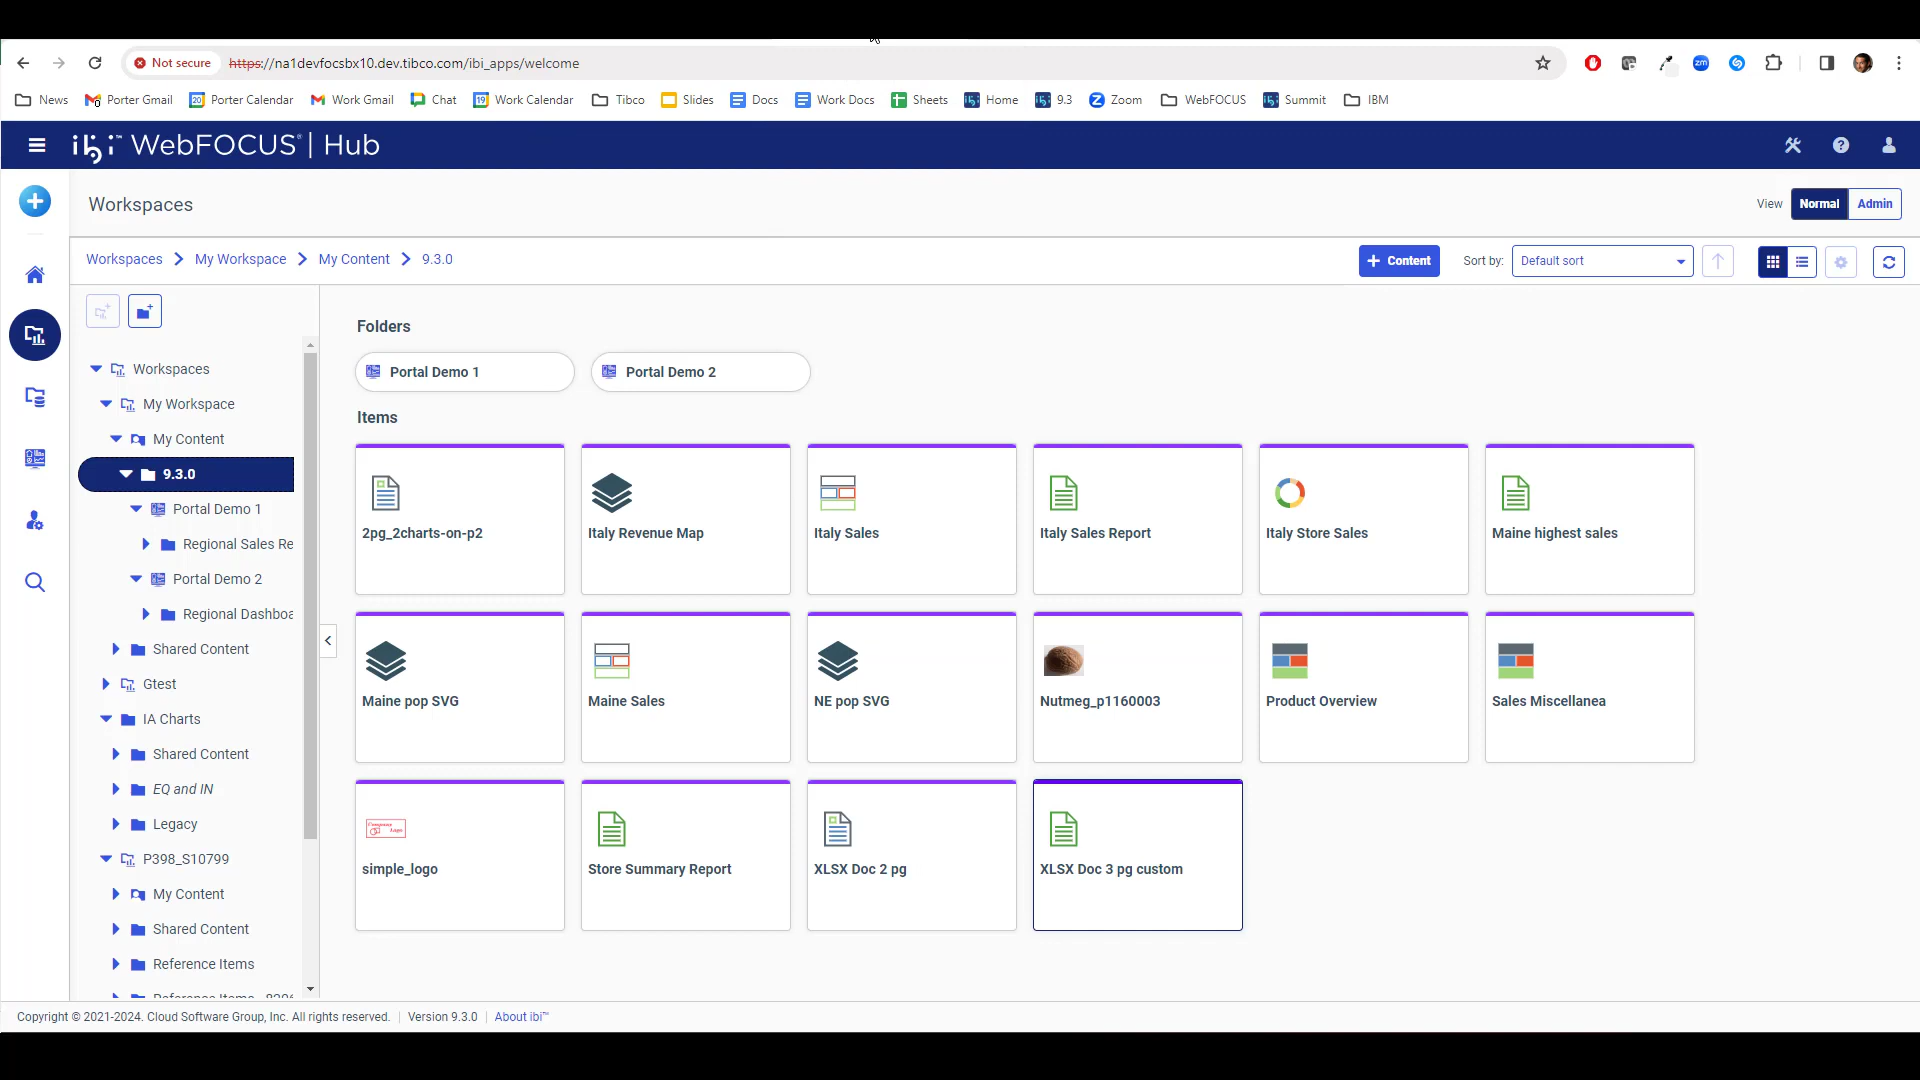 Not secure https://na1devfocsbx10.dev.tibco.com/ibi_apps/welcome
News Porter Gmail Porter Calendar Work Gmail Chat Work Calendar Tibco Slides Docs Work Docs Sheets Home 9.3 Zoom WebFOCUS Summit IBM
ibi™ WebFOCUS® | Hub
Workspaces
View Normal Admin
Workspaces My Workspace My Content 9.3.0
+ Content Sort by: Default sort
Workspaces
My Workspace
My Content
9.3.0
Portal Demo 1
Regional Sales Re
Portal Demo 2
Regional Dashboa
Shared Content
Gtest
IA Charts
Shared Content
EQ and IN
Legacy
P398_S10799
My Content
Shared Content
Reference Items
Folders
Portal Demo 1 Portal Demo 2
Items
2pg_2charts-on-p2 Italy Revenue Map Italy Sales Italy Sales Report Italy Store Sales Maine highest sales
Maine pop SVG Maine Sales NE pop SVG Nutmeg_p1160003 Product Overview Sales Miscellanea
simple_logo Store Summary Report XLSX Doc 2 pg XLSX Doc 3 pg custom
Copyright © 2021-2024. Cloud Software Group, Inc. All rights reserved. | Version 9.3.0 | About ibi™